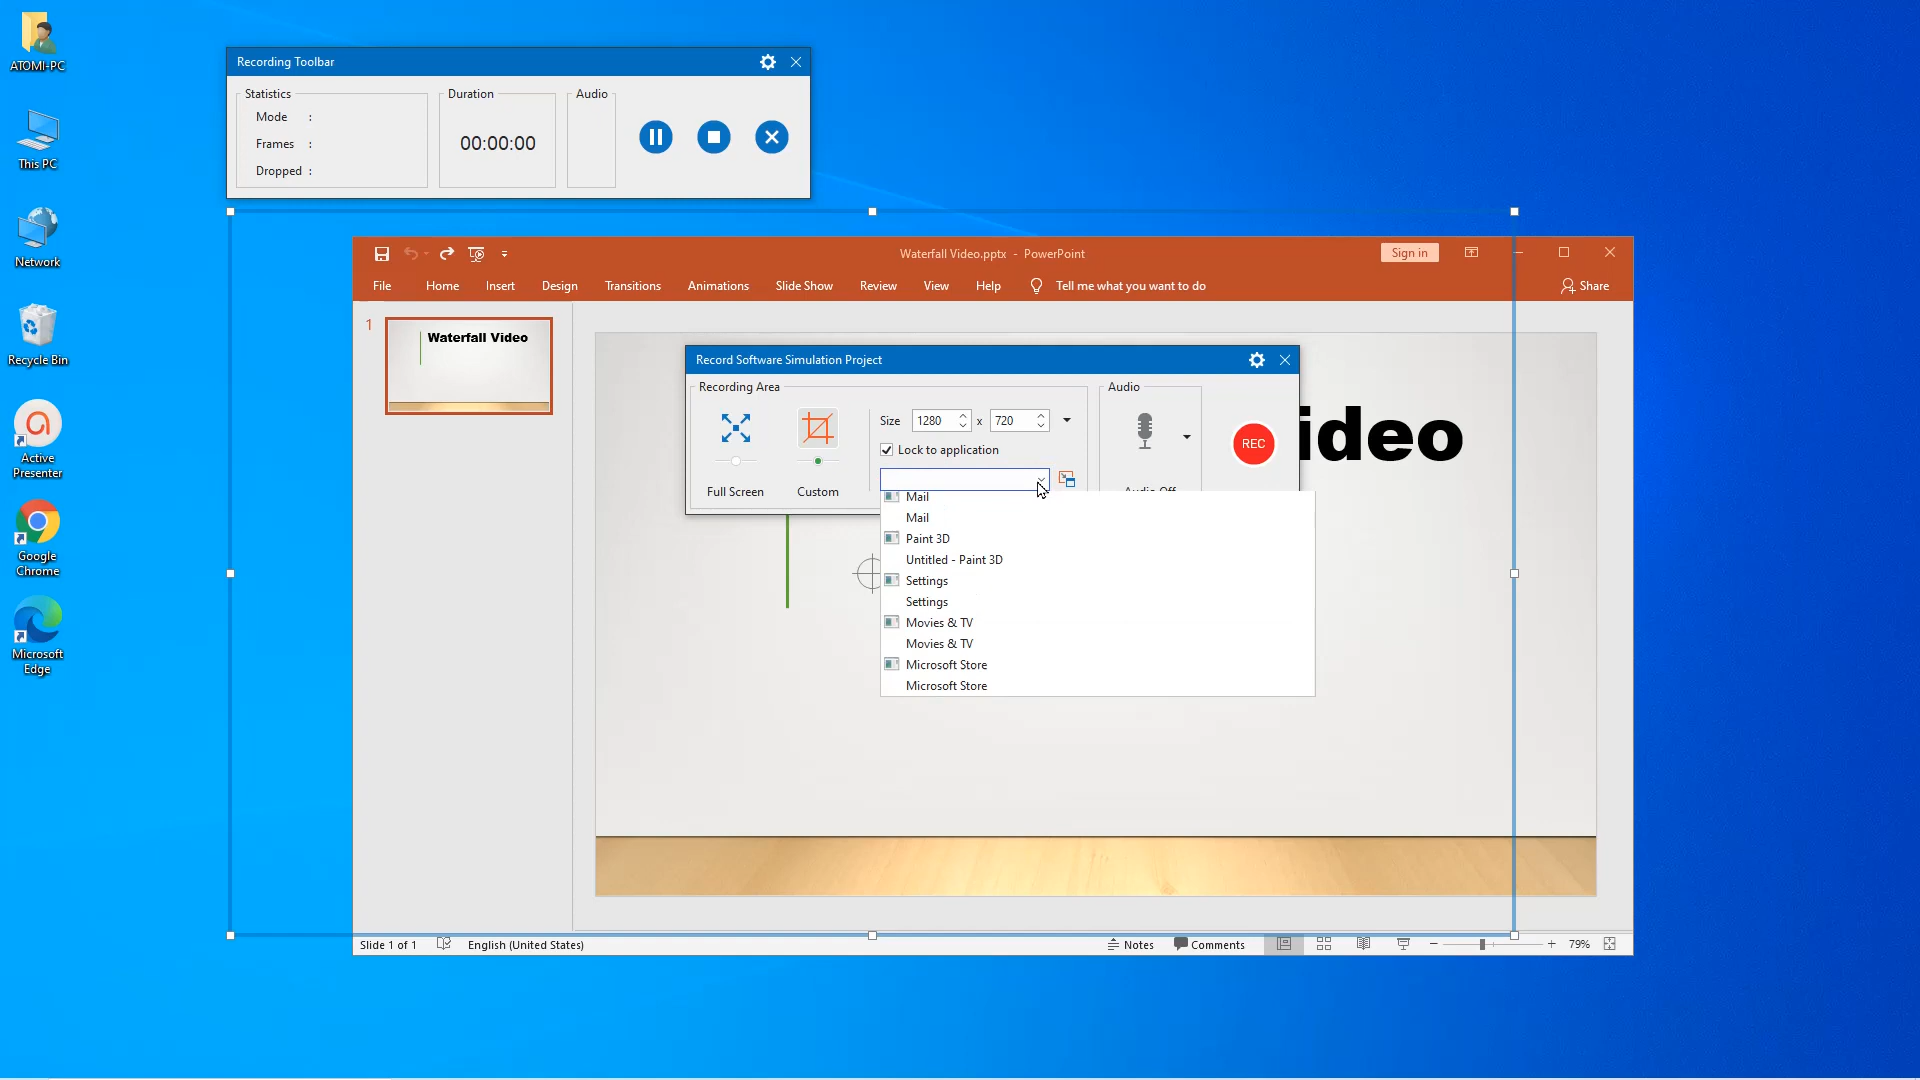 ATOMI-PC
This PC
Network
Recycle Bin
Active
Presenter
Google
Chrome
Microsoft
Edge
Recording Toolbar
Statistics
Mode :
Frames :
Dropped :
Duration
00:00:00
Audio
Waterfall Video.pptx - PowerPoint
Sign in
File Home Insert Design Transitions Animations Slide Show Review View Help Tell me what you want to do
Share
1
Waterfall Video
Record Software Simulation Project
Recording Area
Full Screen
Custom
Size 1280 x 720
Lock to application
Audio
REC
ideo
Mail
Mail
Paint 3D
Untitled - Paint 3D
Settings
Settings
Movies & TV
Movies & TV
Microsoft Store
Microsoft Store
Slide 1 of 1
English (United States)
Notes
Comments
79%